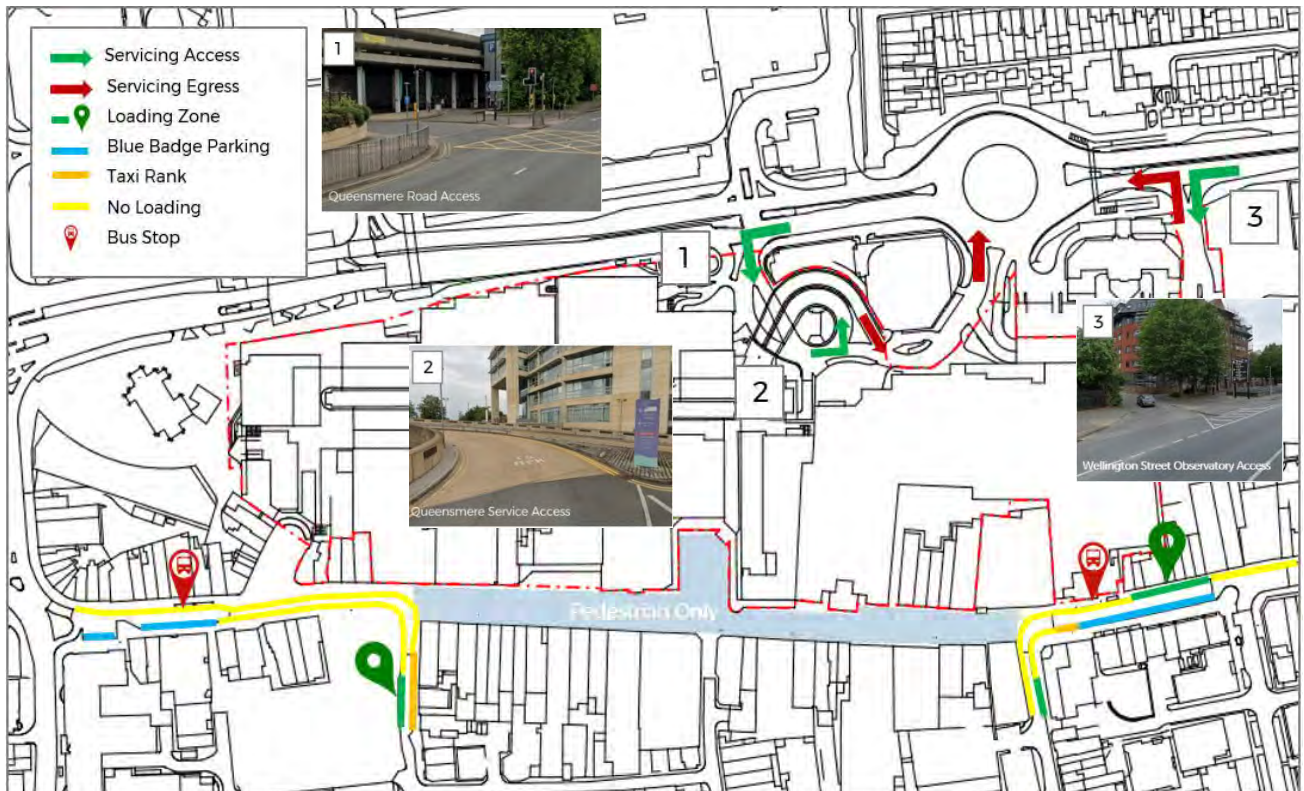 Servicing Access
Servicing Egress
Loading Zone
Blue Badge Parking
Taxi Rank
No Loading
Bus Stop
1
Queensmere Road Access
1
3
2
Queensmere Service Access
2
3
Wellington Street Observatory Access
Pedestrian Only